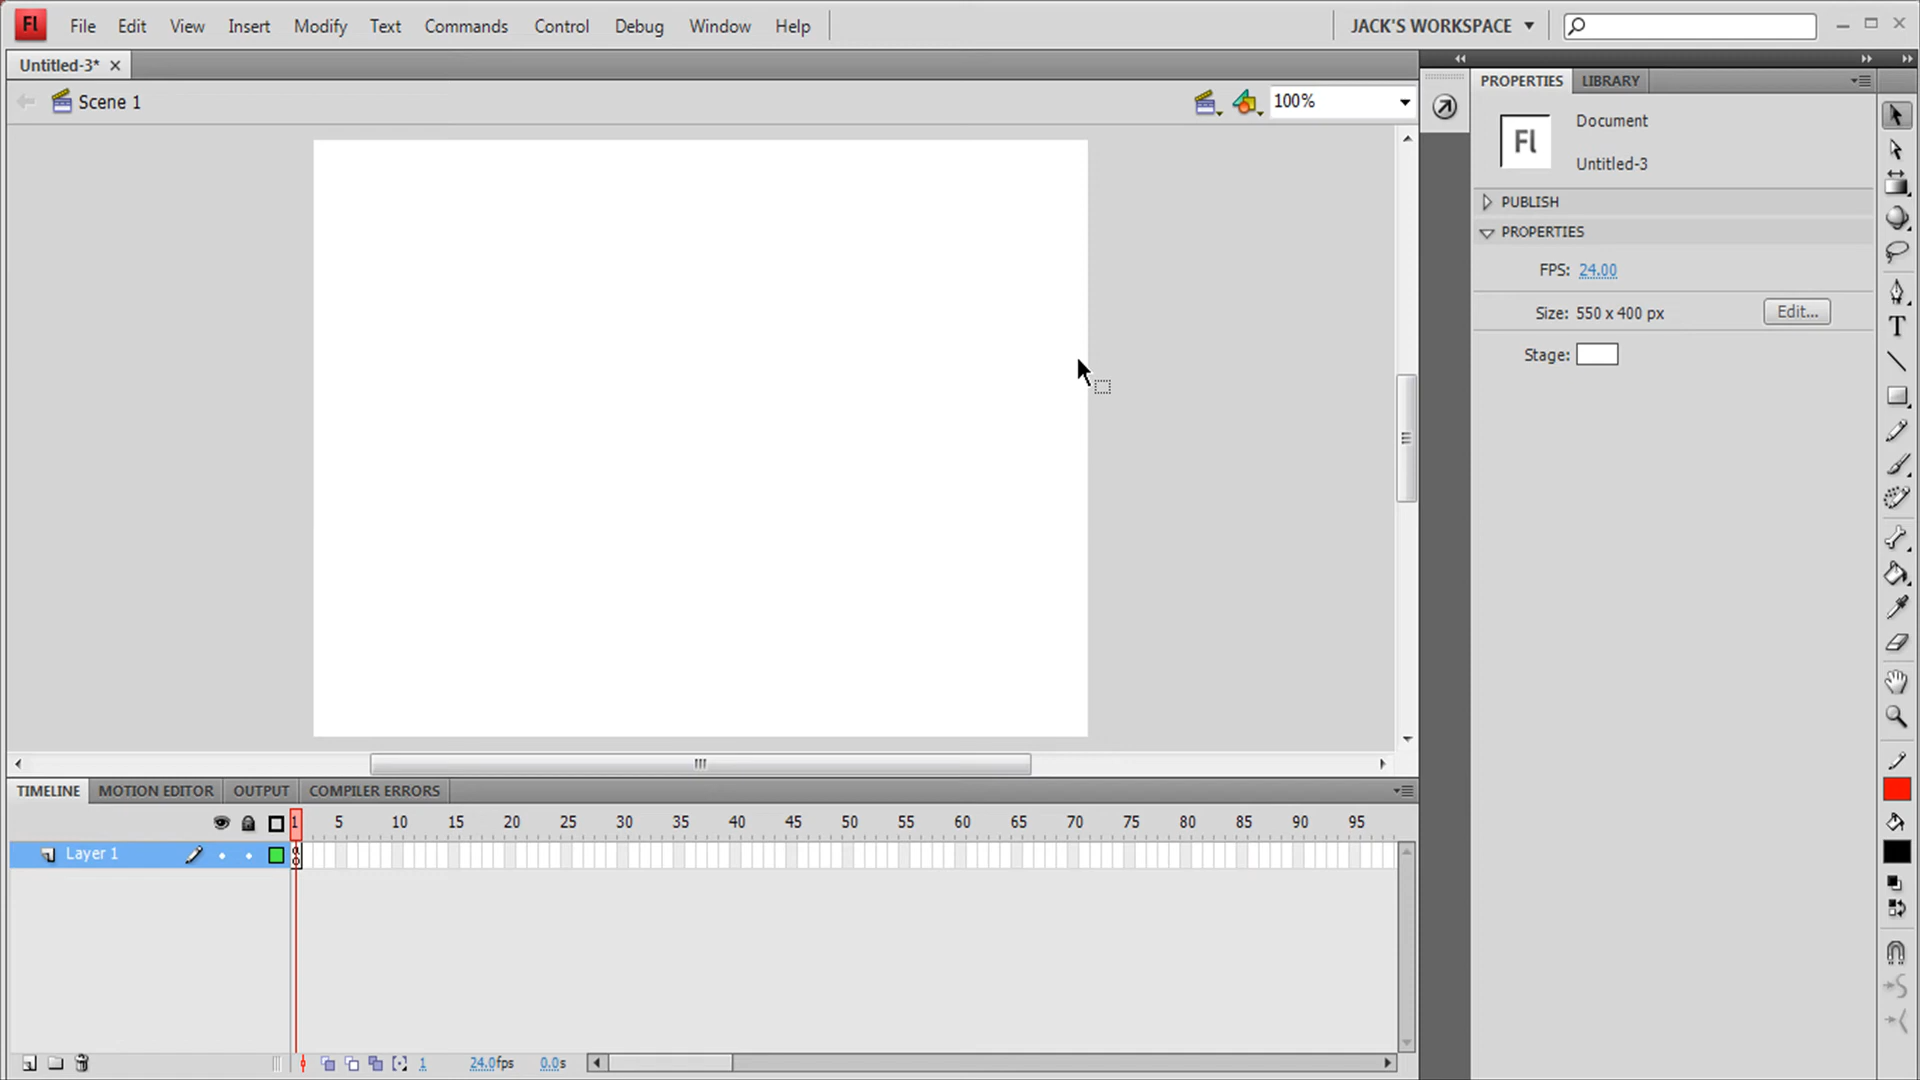 Fl File Edit View Insert Modify Text Commands Control Debug Window Help JACK'S WORKSPACE
Untitled-3*
Scene 1 100%
PROPERTIES LIBRARY
Fl Document
Untitled-3
PUBLISH
PROPERTIES
FPS: 24.00
Size: 550 x 400 px Edit...
Stage:
T
TIMELINE MOTION EDITOR OUTPUT COMPILER ERRORS
1 5 10 15 20 25 30 35 40 45 50 55 60 65 70 75 80 85 90 95
Layer 1
1 24.0fps 0.0s